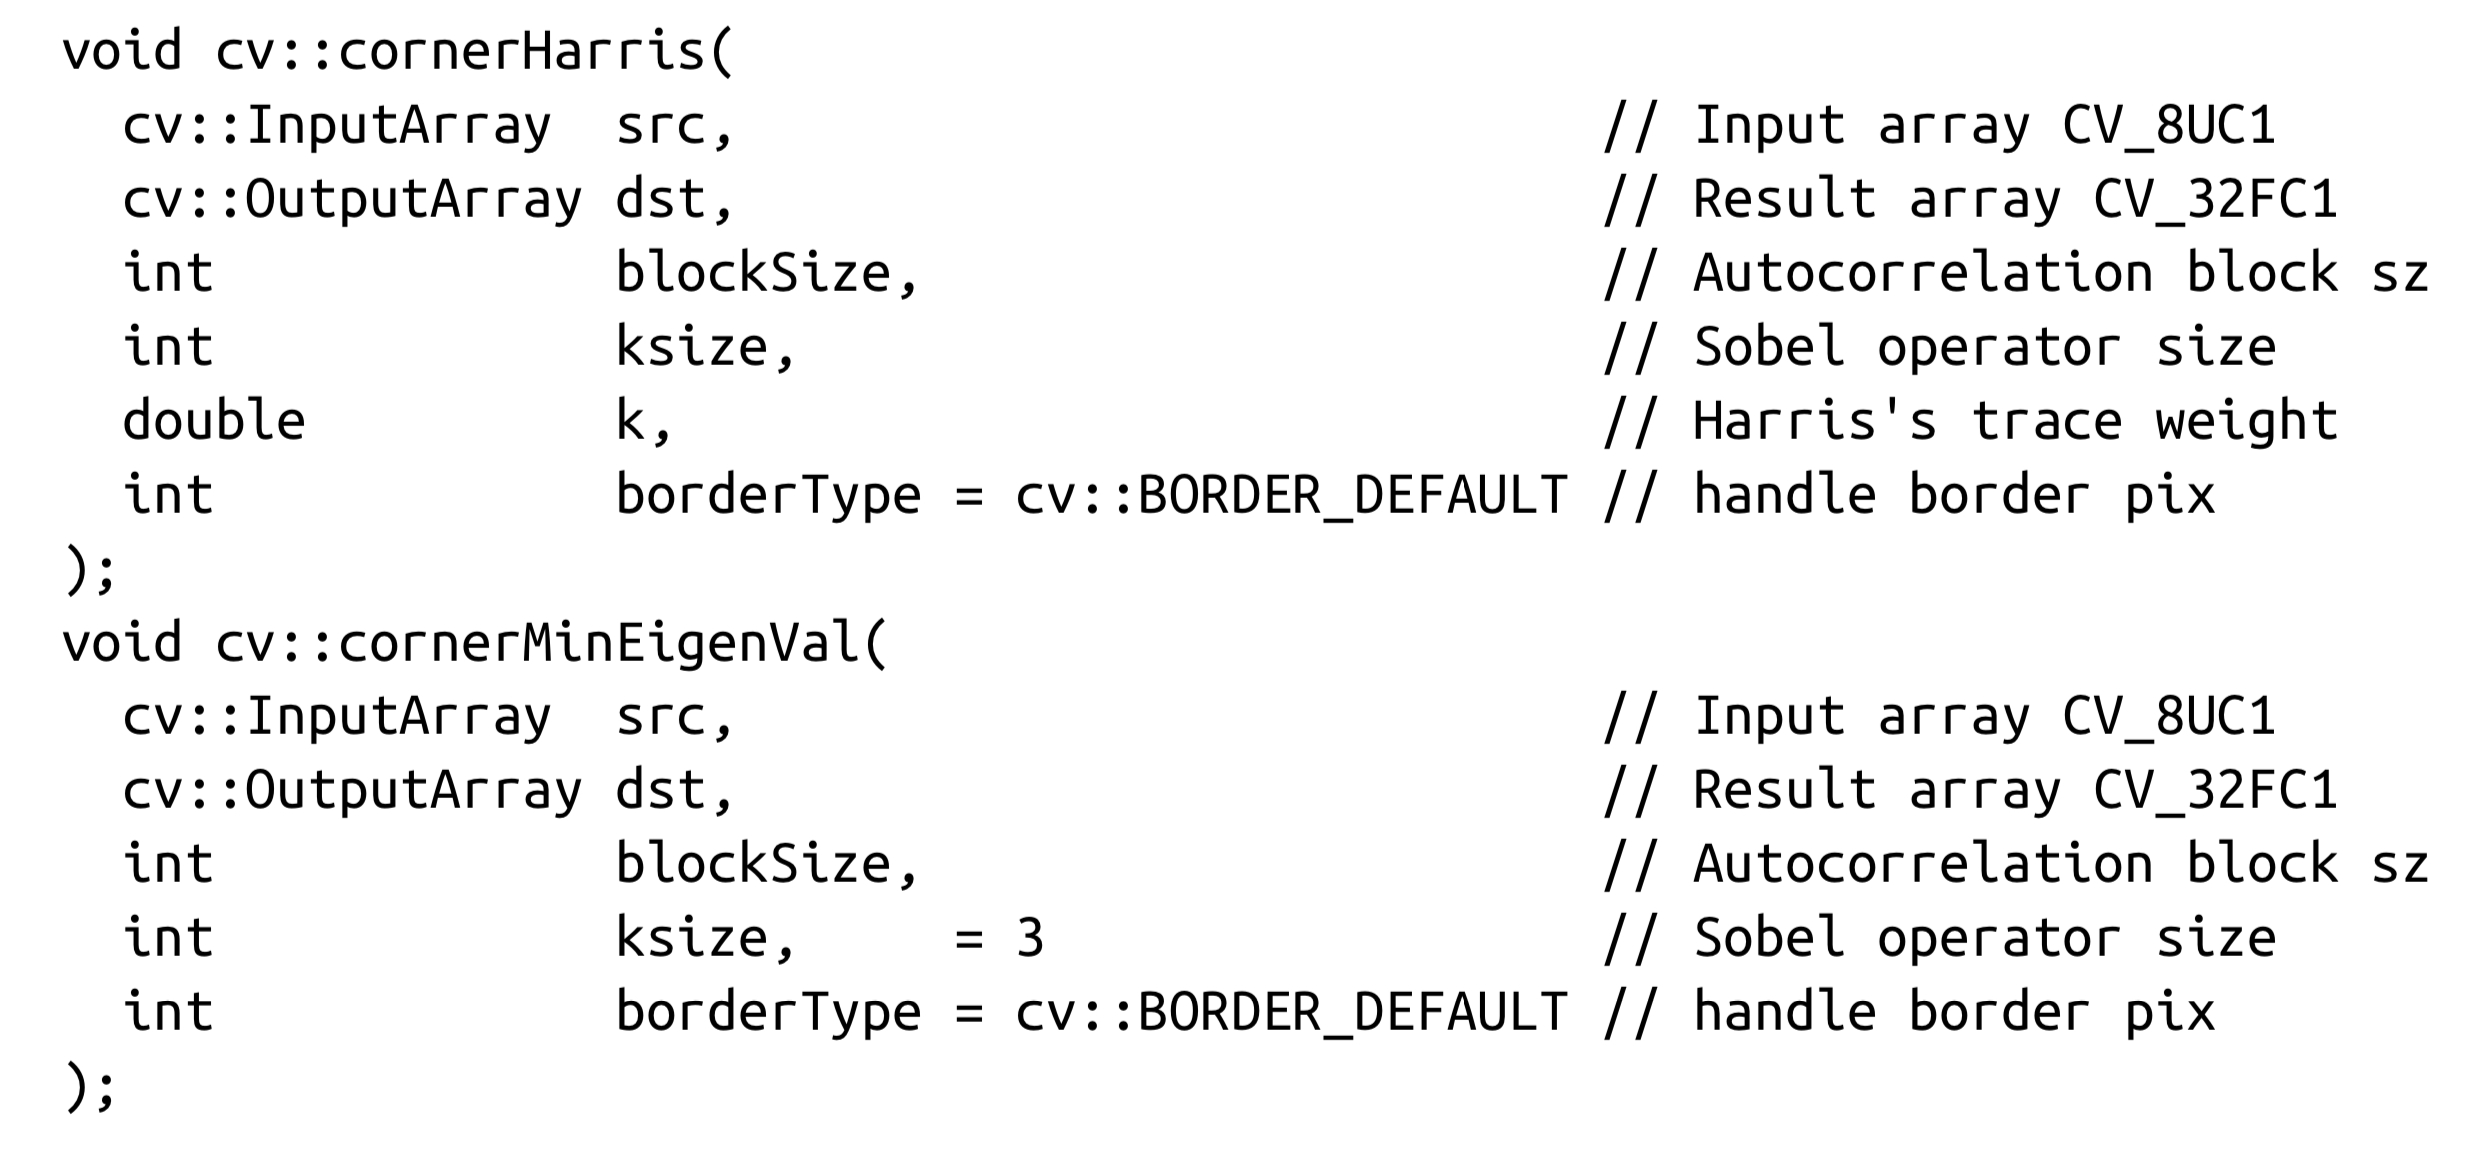 void cv::cornerHarris(
  cv::InputArray  src,                             // Input array CV_8UC1
  cv::OutputArray dst,                             // Result array CV_32FC1
  int             blockSize,                       // Autocorrelation block sz
  int             ksize,                           // Sobel operator size
  double          k,                               // Harris's trace weight
  int             borderType = cv::BORDER_DEFAULT // handle border pix
);
void cv::cornerMinEigenVal(
  cv::InputArray  src,                             // Input array CV_8UC1
  cv::OutputArray dst,                             // Result array CV_32FC1
  int             blockSize,                       // Autocorrelation block sz
  int             ksize,     = 3                   // Sobel operator size
  int             borderType = cv::BORDER_DEFAULT // handle border pix
);